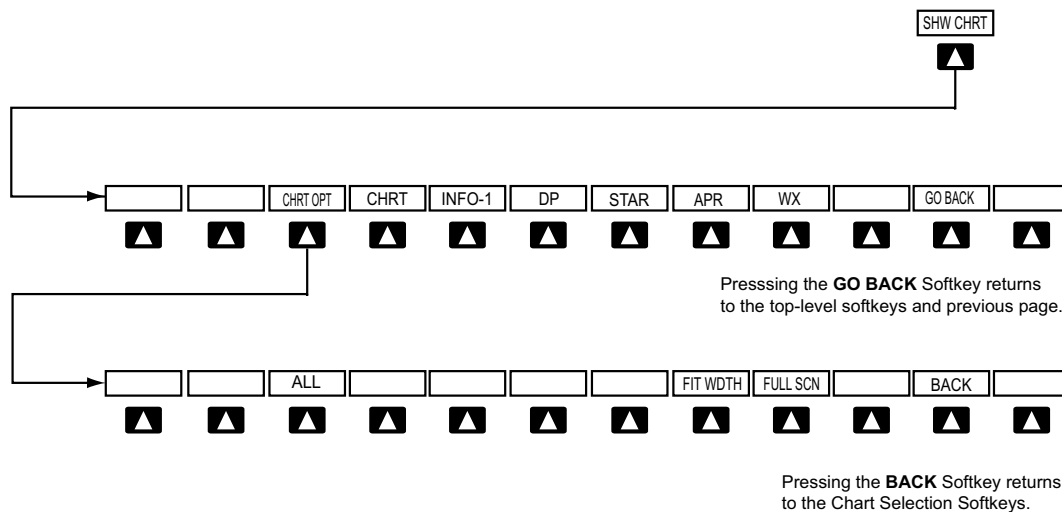 SHW CHRT
CHRT OPT CHRT INFO-1 DP STAR APR WX GO BACK
Presssing the GO BACK Softkey returns
to the top-level softkeys and previous page.
ALL FIT WDTH FULL SCN BACK
Pressing the BACK Softkey returns
to the Chart Selection Softkeys.